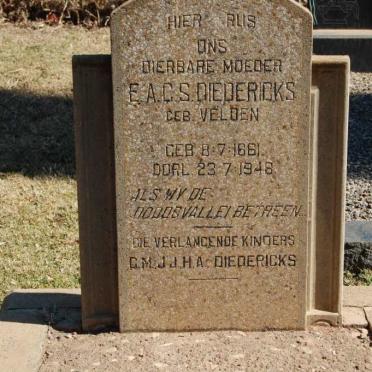 HIER RUS
ONS
DIERBARE MOEDER
E.A.C.S. DIEDERICKS
GEB. VELDEN
GEB 8·7·1861.
OORL 23·7·1948
ALS WY DE
DOODSVALLEI BETREEN
DIE VERLANGENDE KINDERS
C.M.J.J.H.A. DIEDERICKS